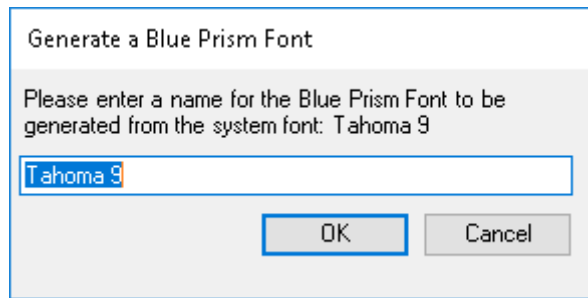 Generate a Blue Prism Font
Please enter a name for the Blue Prism Font to be
generated from the system font: Tahoma 9
Tahoma 9
OK
Cancel